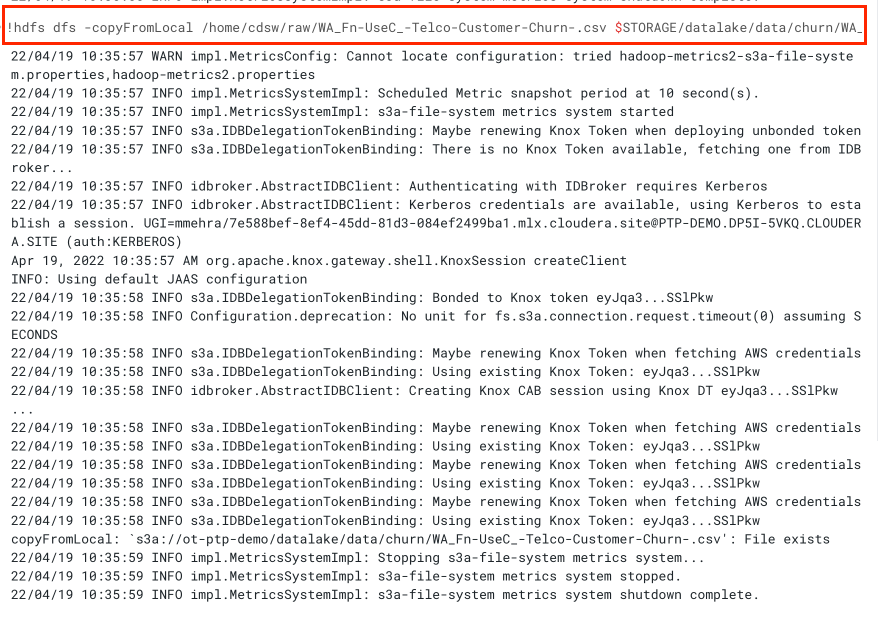 !hdfs dfs -copyFromLocal /home/cdsw/raw/WA_Fn-UseC_-Telco-Customer-Churn-.csv $STORAGE/datalake/data/churn/WA_
22/04/19 10:35:57 WARN impl.MetricsConfig: Cannot locate configuration: tried hadoop-metrics2-s3a-file-syste
m.properties,hadoop-metrics2.properties
22/04/19 10:35:57 INFO impl.MetricsSystemImpl: Scheduled Metric snapshot period at 10 second(s).
22/04/19 10:35:57 INFO impl.MetricsSystemImpl: s3a-file-system metrics system started
22/04/19 10:35:57 INFO s3a.IDBDelegationTokenBinding: Maybe renewing Knox Token when deploying unbonded token
22/04/19 10:35:57 INFO s3a.IDBDelegationTokenBinding: There is no Knox Token available, fetching one from IDB
roker...
22/04/19 10:35:57 INFO idbroker.AbstractIDBClient: Authenticating with IDBroker requires Kerberos
22/04/19 10:35:57 INFO idbroker.AbstractIDBClient: Kerberos credentials are available, using Kerberos to esta
blish a session. UGI=mmehra/7e588bef-8ef4-45dd-81d3-084ef2499ba1.mlx.cloudera.site@PTP-DEMO.DP5I-5VKQ.CLOUDER
A.SITE (auth:KERBEROS)
Apr 19, 2022 10:35:57 AM org.apache.knox.gateway.shell.KnoxSession createClient
INFO: Using default JAAS configuration
22/04/19 10:35:58 INFO s3a.IDBDelegationTokenBinding: Bonded to Knox token eyJqa3...SSlPkw
22/04/19 10:35:58 INFO Configuration.deprecation: No unit for fs.s3a.connection.request.timeout(0) assuming S
ECONDS
22/04/19 10:35:58 INFO s3a.IDBDelegationTokenBinding: Maybe renewing Knox Token when fetching AWS credentials
22/04/19 10:35:58 INFO s3a.IDBDelegationTokenBinding: Using existing Knox Token: eyJqa3...SSlPkw
22/04/19 10:35:58 INFO idbroker.AbstractIDBClient: Creating Knox CAB session using Knox DT eyJqa3...SSlPkw
...
22/04/19 10:35:58 INFO s3a.IDBDelegationTokenBinding: Maybe renewing Knox Token when fetching AWS credentials
22/04/19 10:35:58 INFO s3a.IDBDelegationTokenBinding: Using existing Knox Token: eyJqa3...SSlPkw
22/04/19 10:35:58 INFO s3a.IDBDelegationTokenBinding: Maybe renewing Knox Token when fetching AWS credentials
22/04/19 10:35:58 INFO s3a.IDBDelegationTokenBinding: Using existing Knox Token: eyJqa3...SSlPkw
22/04/19 10:35:58 INFO s3a.IDBDelegationTokenBinding: Maybe renewing Knox Token when fetching AWS credentials
22/04/19 10:35:58 INFO s3a.IDBDelegationTokenBinding: Using existing Knox Token: eyJqa3...SSlPkw
copyFromLocal: `s3a://ot-ptp-demo/datalake/data/churn/WA_Fn-UseC_-Telco-Customer-Churn-.csv': File exists
22/04/19 10:35:59 INFO impl.MetricsSystemImpl: Stopping s3a-file-system metrics system...
22/04/19 10:35:59 INFO impl.MetricsSystemImpl: s3a-file-system metrics system stopped.
22/04/19 10:35:59 INFO impl.MetricsSystemImpl: s3a-file-system metrics system shutdown complete.